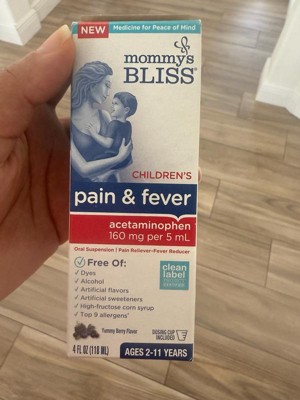 NEW
Medicine for Peace of Mind
mommy's
BLISS®
CHILDREN'S
pain & fever
acetaminophen
160 mg per 5 mL
Oral Suspension | Pain Reliever-Fever Reducer
Free Of:
✓ Dyes
✓ Alcohol
✓ Artificial flavors
✓ Artificial sweeteners
✓ High-fructose corn syrup
✓ Top 9 allergens
clean
label
Yummy Berry Flavor
DOSING CUP
INCLUDED
4 FL OZ (118 mL)
AGES 2-11 YEARS